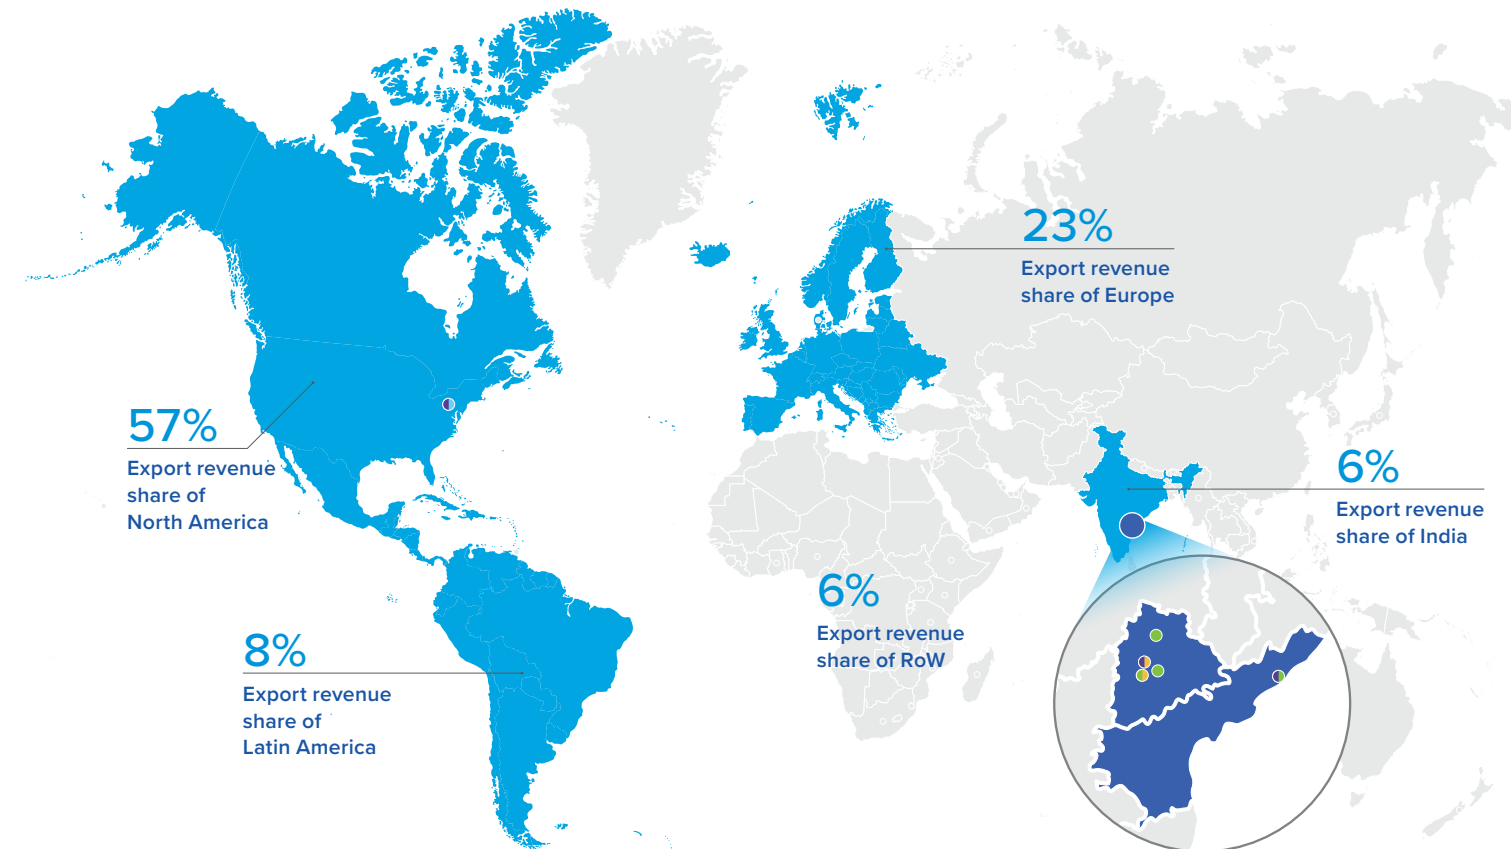 23%
Export revenue
share of Europe
57%
Export revenue
share of
North America
6%
Export revenue
share of India
6%
Export revenue
share of RoW
8%
Export revenue
share of
Latin America